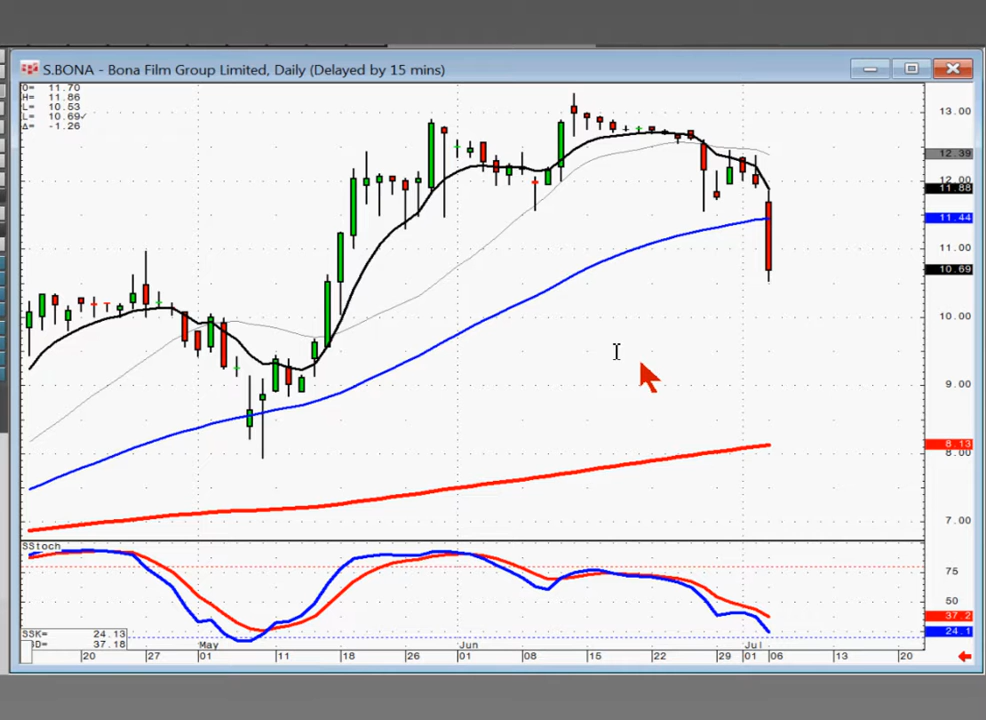 S.BONA - Bona Film Group Limited, Daily (Delayed by 15 mins)
O= 11.70
H= 11.86
L= 10.53
L= 10.69✓
Δ= -1.26
13.00
12.39
12.00
11.88
11.44
11.00
10.69
10.00
9.00
8.13
8.00
7.00
SStoch
75
50
37.2
24.1
SSK= 24.13
D= 37.18
May Jun Jul
20 27 01 11 18 26 01 08 15 22 29 01 06 13 20